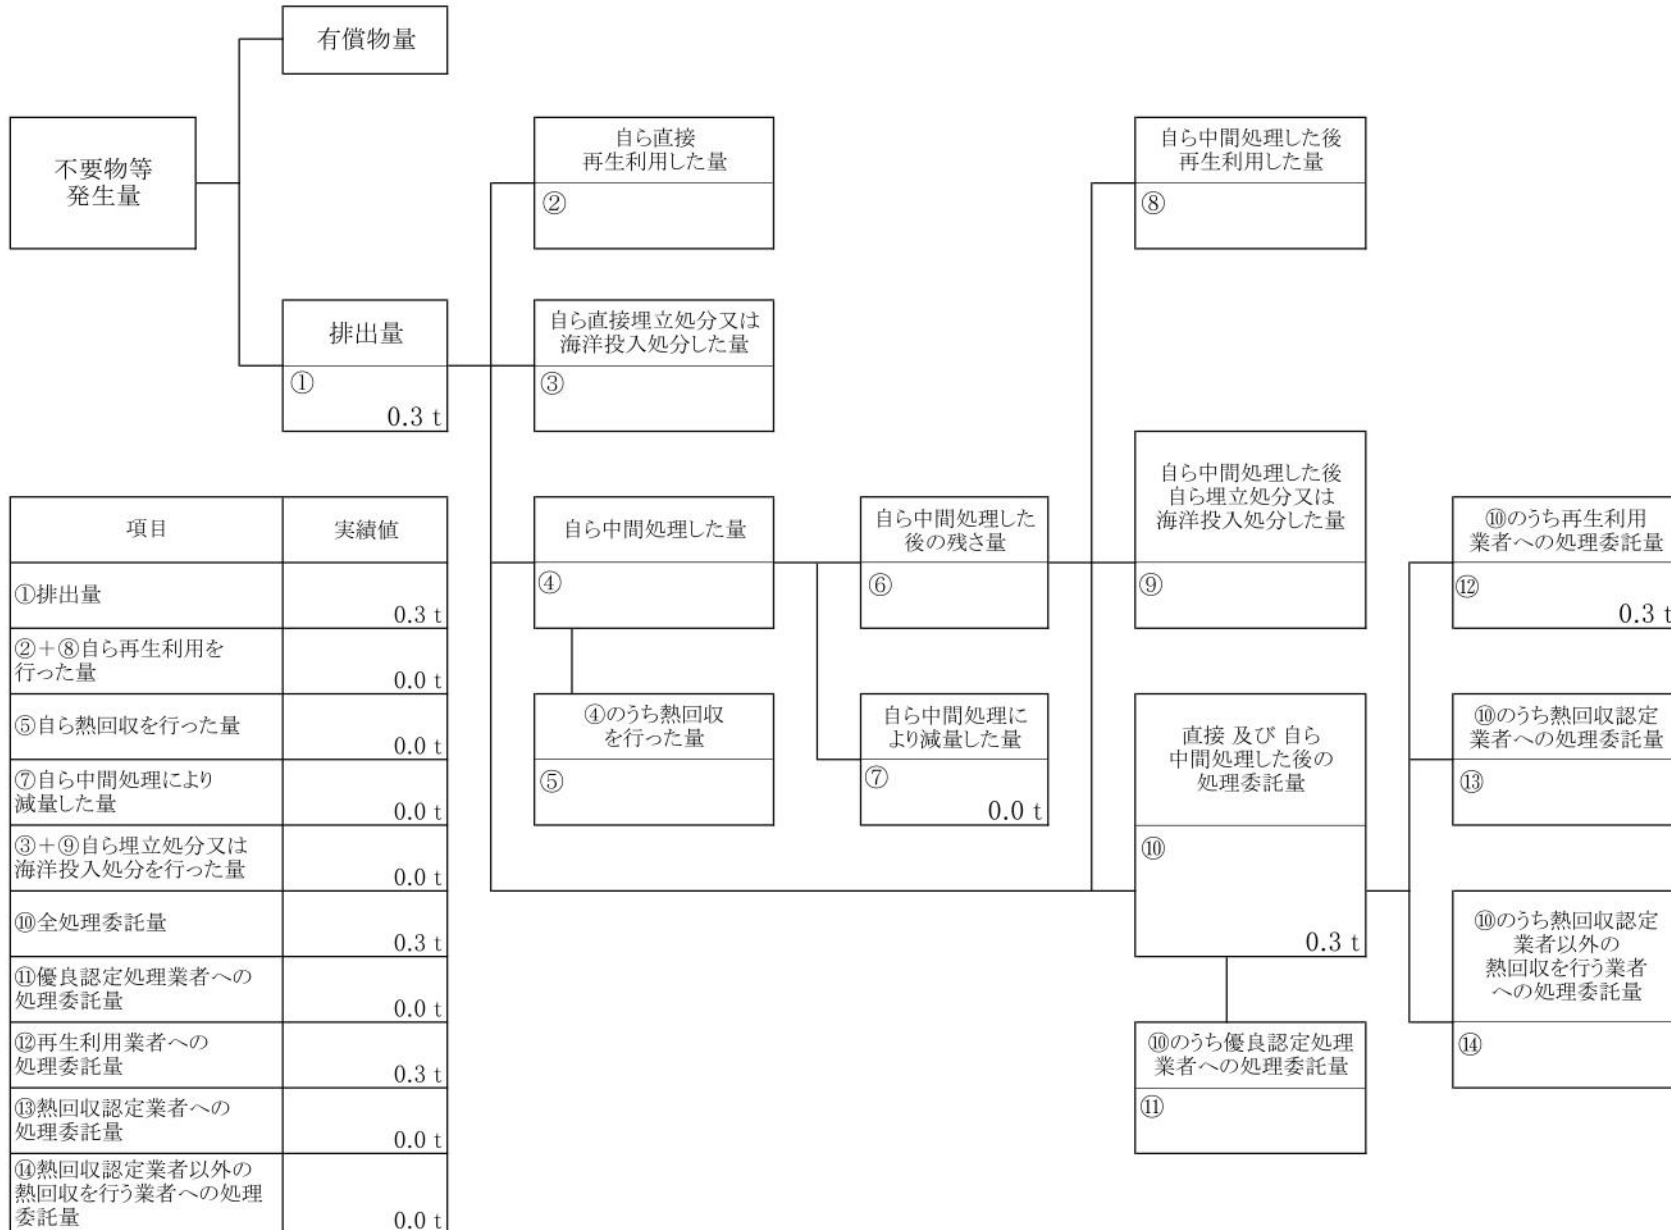 有償物量
不要物等
発生量
自ら直接
再生利用した量
②
自ら中間処理した後
再生利用した量
⑧
排出量
①
0.3 t
自ら直接埋立処分又は
海洋投入処分した量
③
自ら中間処理した量
④
自ら中間処理した
後の残さ量
⑥
自ら中間処理した後
自ら埋立処分又は
海洋投入処分した量
⑨
⑩のうち再生利用
業者への処理委託量
⑫
0.3 t
④のうち熱回収
を行った量
⑤
自ら中間処理に
より減量した量
⑦
0.0 t
直接 及び 自ら
中間処理した後の
処理委託量
⑩
0.3 t
⑩のうち熱回収認定
業者への処理委託量
⑬
⑩のうち熱回収認定
業者以外の
熱回収を行う業者
への処理委託量
⑭
⑩のうち優良認定処理
業者への処理委託量
⑪
項目 実績値
①排出量
0.3 t
②＋⑧自ら再生利用を
行った量
0.0 t
⑤自ら熱回収を行った量
0.0 t
⑦自ら中間処理により
減量した量
0.0 t
③＋⑨自ら埋立処分又は
海洋投入処分を行った量
0.0 t
⑩全処理委託量
0.3 t
⑪優良認定処理業者への
処理委託量
0.0 t
⑫再生利用業者への
処理委託量
0.3 t
⑬熱回収認定業者への
処理委託量
0.0 t
⑭熱回収認定業者以外の
熱回収を行う業者への処理
委託量
0.0 t